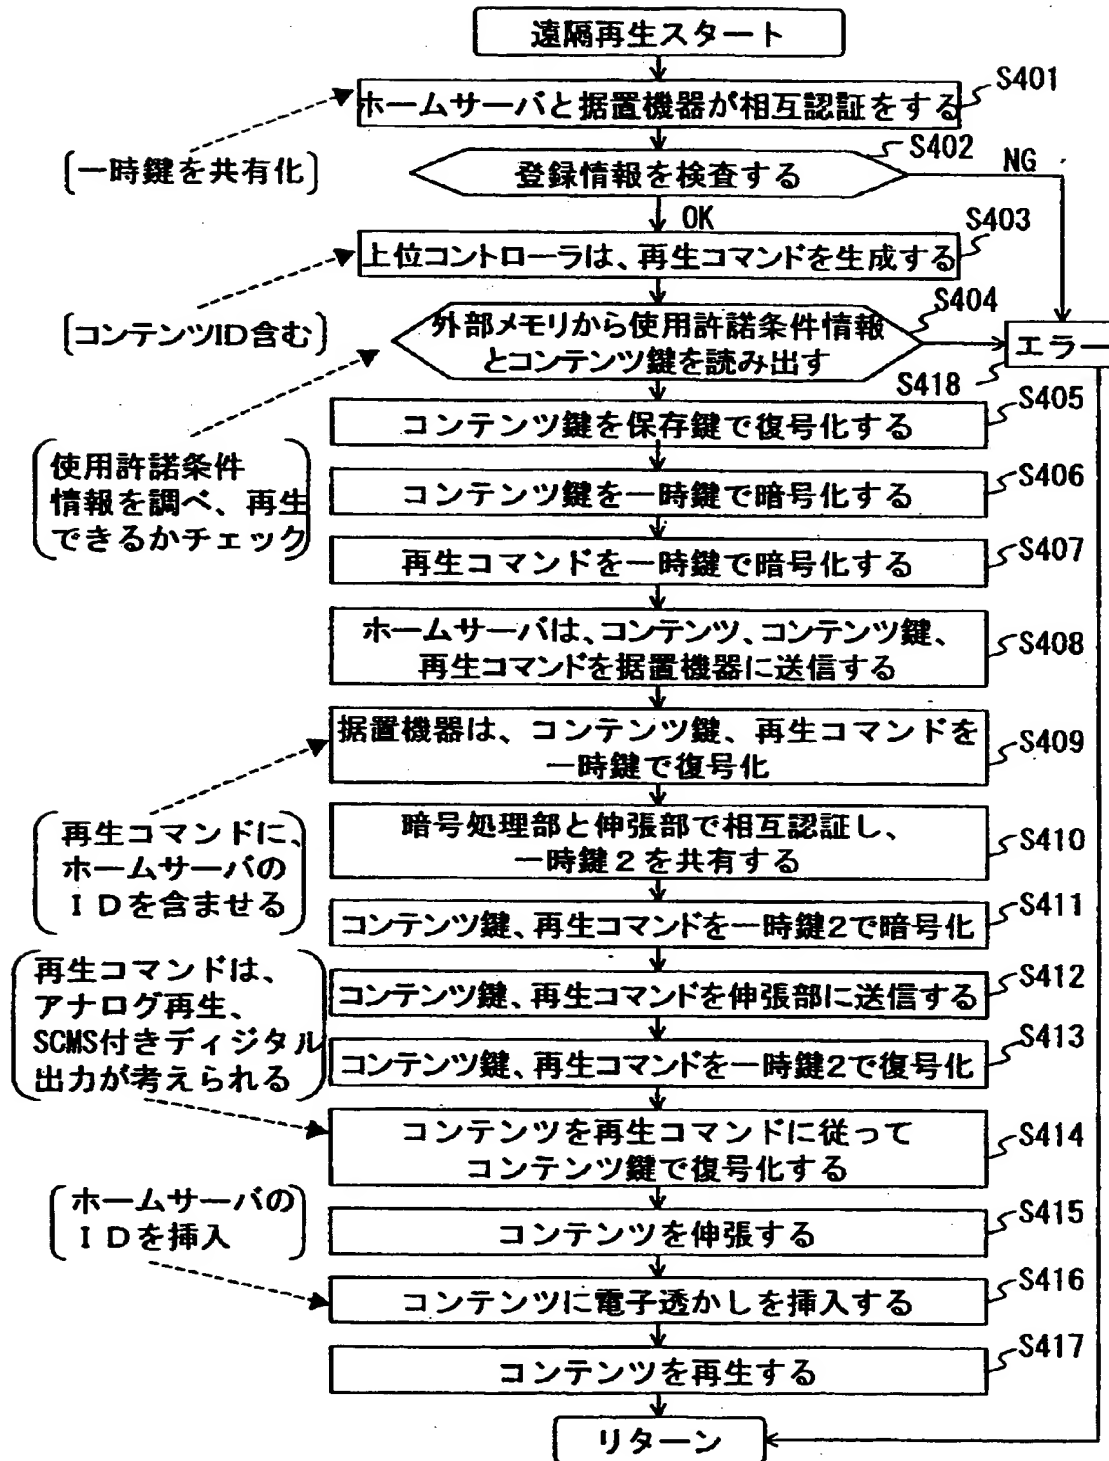 遠隔再生スタート
S401
ホームサーバと据置機器が相互認証をする
[一時鍵を共有化]
S402
登録情報を検査する
NG
OK
S403
上位コントローラは、再生コマンドを生成する
[コンテンツID含む]
S404
外部メモリから使用許諾条件情報
とコンテンツ鍵を読み出す
エラー
S418
S405
コンテンツ鍵を保存鍵で復号化する
使用許諾条件
情報を調べ、再生
できるかチェック
S406
コンテンツ鍵を一時鍵で暗号化する
S407
再生コマンドを一時鍵で暗号化する
S408
ホームサーバは、コンテンツ、コンテンツ鍵、
再生コマンドを据置機器に送信する
S409
据置機器は、コンテンツ鍵、再生コマンドを
一時鍵で復号化
再生コマンドに、
ホームサーバの
IDを含ませる
S410
暗号処理部と伸張部で相互認証し、
一時鍵2を共有する
S411
コンテンツ鍵、再生コマンドを一時鍵2で暗号化
再生コマンドは、
アナログ再生、
SCMS付きディジタル
出力が考えられる
S412
コンテンツ鍵、再生コマンドを伸張部に送信する
S413
コンテンツ鍵、再生コマンドを一時鍵2で復号化
S414
コンテンツを再生コマンドに従って
コンテンツ鍵で復号化する
ホームサーバの
IDを挿入
S415
コンテンツを伸張する
S416
コンテンツに電子透かしを挿入する
S417
コンテンツを再生する
リターン